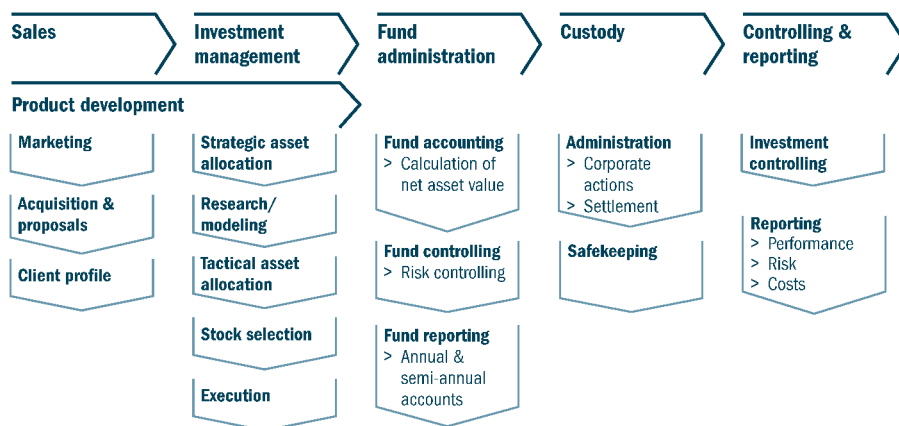 Sales
Investment
management
Fund
administration
Custody
Controlling &
reporting
Product development
Marketing
Acquisition &
proposals
Client profile
Strategic asset
allocation
Research/
modeling
Tactical asset
allocation
Stock selection
Execution
Fund accounting
> Calculation of
net asset value
Fund controlling
> Risk controlling
Fund reporting
> Annual &
semi-annual
accounts
Administration
> Corporate
actions
> Settlement
Safekeeping
Investment
controlling
Reporting
> Performance
> Risk
> Costs